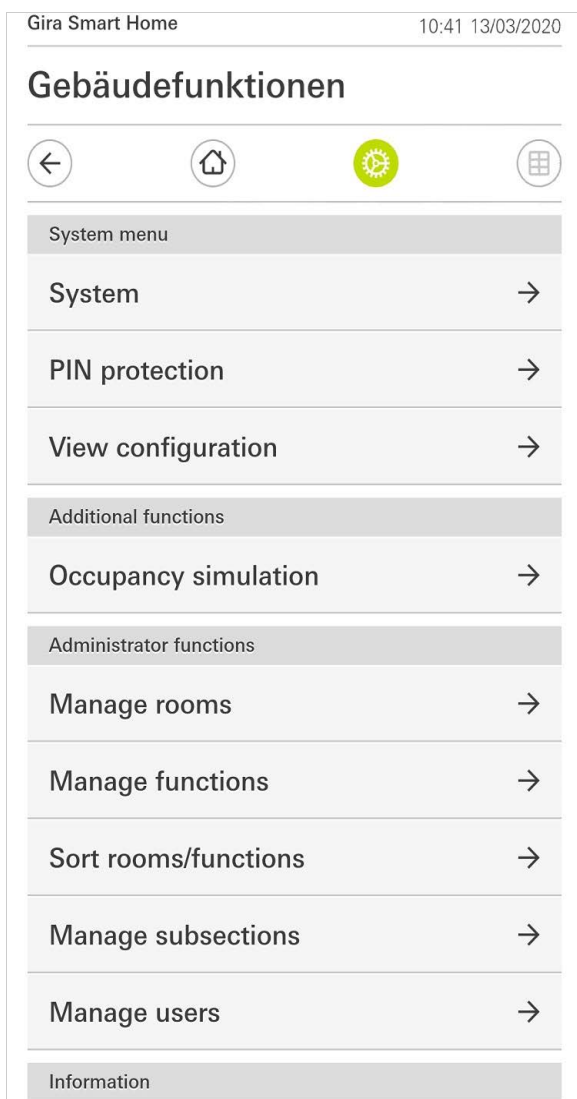 Gira Smart Home 10:41 13/03/2020
Gebäudefunktionen
System menu
System
PIN protection
View configuration
Additional functions
Occupancy simulation
Administrator functions
Manage rooms
Manage functions
Sort rooms/functions
Manage subsections
Manage users
Information